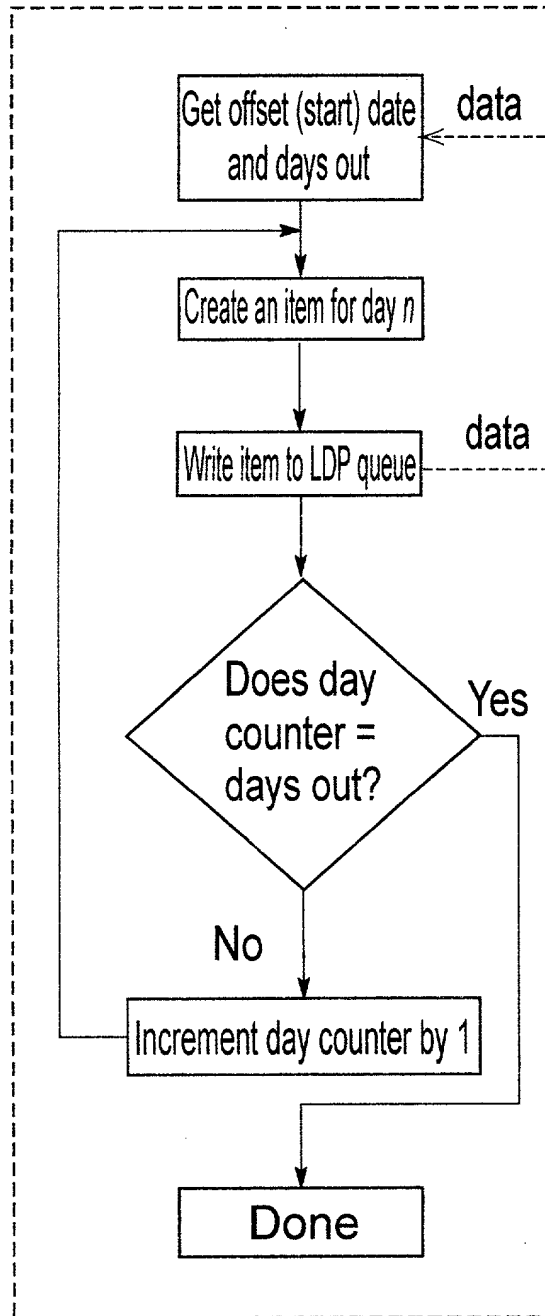 Get offset (start) date
and days out
data
Create an item for day n
Write item to LDP queue
data
Does day
counter =
days out?
Yes
No
Increment day counter by 1
Done